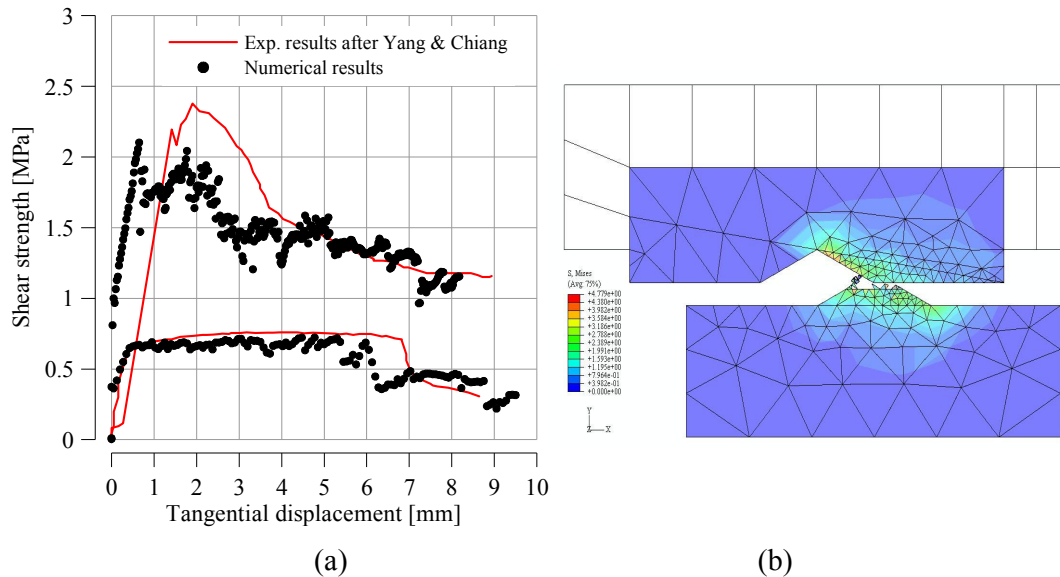 3
2.5
2
1.5
1
0.5
0
Shear strength [MPa]
Exp. results after Yang & Chiang
Numerical results
0 1 2 3 4 5 6 7 8 9 10
Tangential displacement [mm]
(a)
S, Mises
(Avg: 75%)
+4.779e+00
+4.380e+00
+3.982e+00
+3.584e+00
+3.186e+00
+2.788e+00
+2.389e+00
+1.991e+00
+1.593e+00
+1.195e+00
+7.964e-01
+3.982e-01
+0.000e+00
Y
Z X
(b)